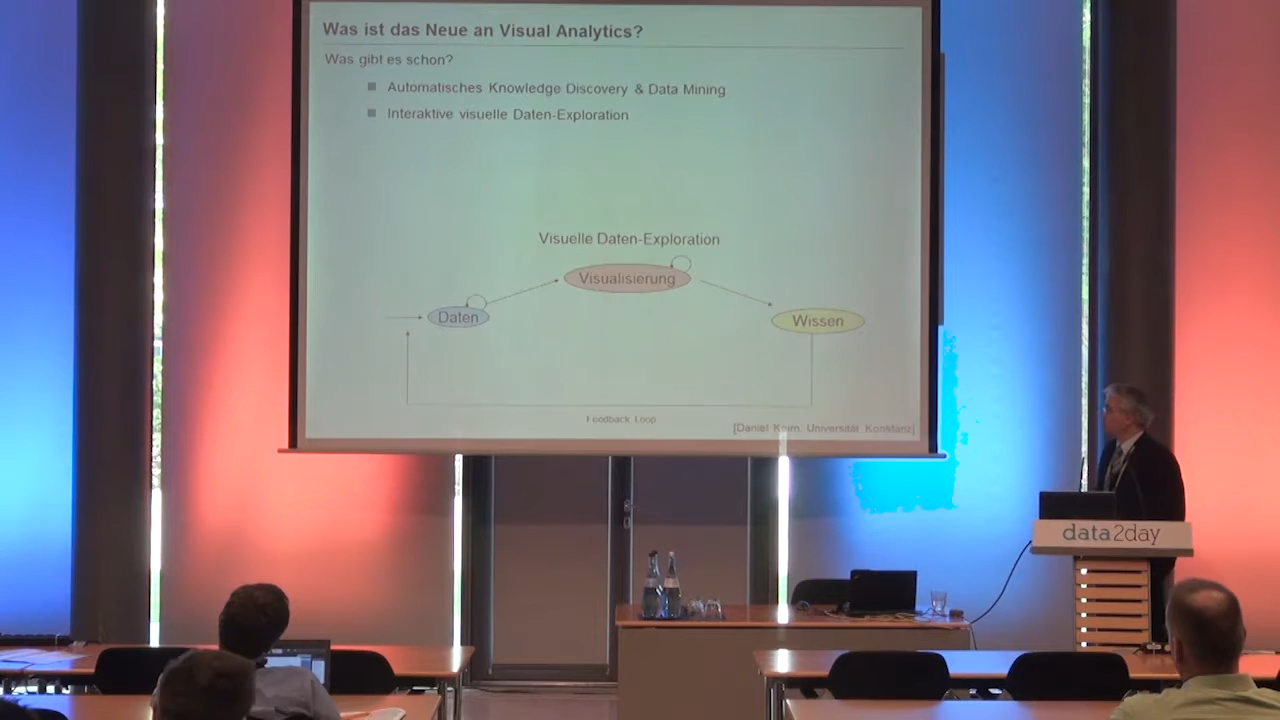 Was ist das Neue an Visual Analytics?
Was gibt es schon?
Automatisches Knowledge Discovery & Data Mining
Interaktive visuelle Daten-Exploration
Visuelle Daten-Exploration
Visualisierung
Daten
Wissen
Feedback Loop
[Daniel Keim, Universität Konstanz]
data2day